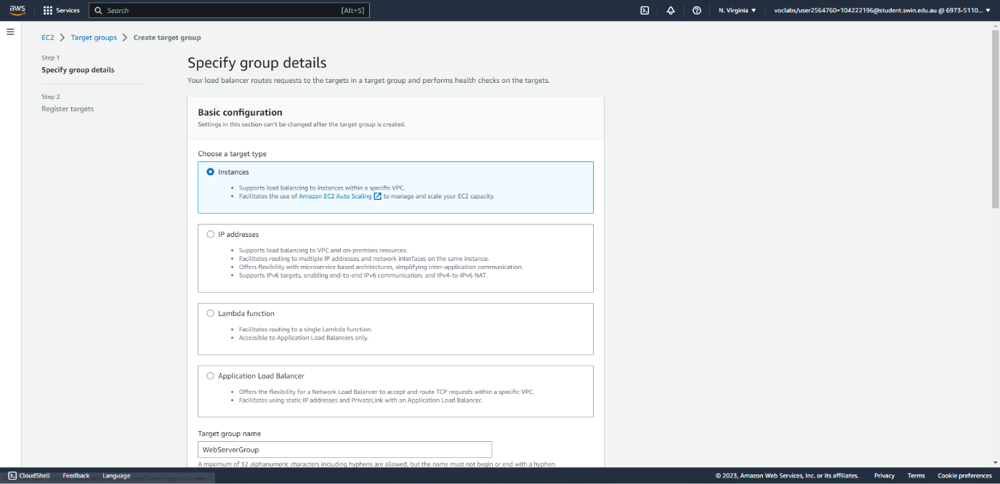 aws
Services
Search
[Alt+S]
N. Virginia
voclabs/user2564760=104222196@student.swin.edu.au @ 6973-5110...
EC2 > Target groups > Create target group
Step 1
Specify group details
Step 2
Register targets
Specify group details
Your load balancer routes requests to the targets in a target group and performs health checks on the targets.
Basic configuration
Settings in this section can't be changed after the target group is created.
Choose a target type
Instances
• Supports load balancing to instances within a specific VPC.
• Facilitates the use of Amazon EC2 Auto Scaling to manage and scale your EC2 capacity.
IP addresses
• Supports load balancing to VPC and on-premises resources.
• Facilitates routing to multiple IP addresses and network interfaces on the same instance.
• Offers flexibility with microservice based architectures, simplifying inter-application communication.
• Supports IPv6 targets, enabling end-to-end IPv6 communication, and IPv4-to-IPv6 NAT.
Lambda function
• Facilitates routing to a single Lambda function.
• Accessible to Application Load Balancers only.
Application Load Balancer
• Offers the flexibility for a Network Load Balancer to accept and route TCP requests within a specific VPC.
• Facilitates using static IP addresses and PrivateLink with an Application Load Balancer.
Target group name
WebServerGroup
A maximum of 32 alphanumeric characters including hyphens are allowed, but the name must not begin or end with a hyphen.
CloudShell
Feedback
Language
© 2023, Amazon Web Services, Inc. or its affiliates.
Privacy
Terms
Cookie preferences